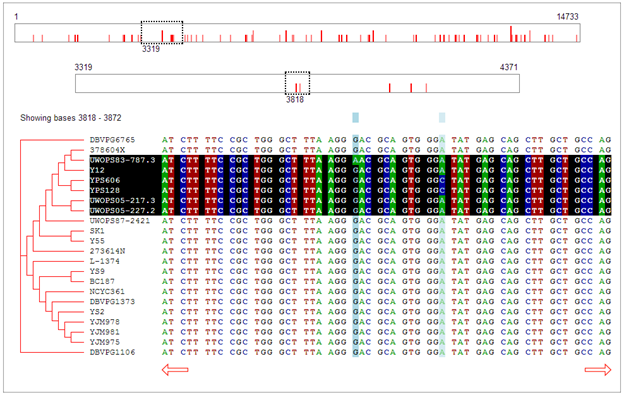 1 14733
3319
3319 4371
3818
Showing bases 3818 - 3872
DBVPG6765 AT CTT TTC CGC TGG GCT TTA AGG GAC GCA GTG GGA TAT GAG CAG CTT GCT GCC AG
378604X AT CTT TTC CGC TGG GCT TTA AGG GAC GCA GTG GGA TAT GAG CAG CTT GCT GCC AG
UWOPS83-787.3 AT CTT TTC CGC TGG GCT TTA AGG AAC GCA GTG GGA TAT GAG CAG CTT GCT GCC AG
Y12 AT CTT TTC CGC TGG GCT TTA AGG GAC GCA GTG GGA TAT GAG CAG CTT GCT GCC AG
YPS606 AT CTT TTC CGC TGG GCT TTA AGG GAC GCA GTG GGC TAT GAG CAG CTT GCT GCC AG
YPS128 AT CTT TTC CGC TGG GCT TTA AGG GAC GCA GTG GGC TAT GAG CAG CTT GCT GCC AG
UWOPS05-217.3 AT CTT TTC CGC TGG GCT TTA AGG GAC GCA GTG GGA TAT GAG CAG CTT GCT GCC AG
UWOPS05-227.2 AT CTT TTC CGC TGG GCT TTA AGG GAC GCA GTG GGA TAT GAG CAG CTT GCT GCC AG
UWOPS87-2421 AT CTT TTC CGC TGG GCT TTA AGG GAC GCA GTG GGA TAT GAG CAG CTT GCT GCC AG
SK1 AT CTT TTC CGC TGG GCT TTA AGG GAC GCA GTG GGA TAT GAG CAG CTT GCT GCC AG
Y55 AT CTT TTC CGC TGG GCT TTA AGG GAC GCA GTG GGA TAT GAG CAG CTT GCT GCC AG
273614N AT CTT TTC CGC TGG GCT TTA AGG GAC GCA GTG GGA TAT GAG CAG CTT GCT GCC AG
L-1374 AT CTT TTC CGC TGG GCT TTA AGG GAC GCA GTG GGA TAT GAG CAG CTT GCT GCC AG
YS9 AT CTT TTC CGC TGG GCT TTA AGG GAC GCA GTG GGA TAT GAG CAG CTT GCT GCC AG
BC187 AT CTT TTC CGC TGG GCT TTA AGG GAC GCA GTG GGA TAT GAG CAG CTT GCT GCC AG
NCYC361 AT CTT TTC CGC TGG GCT TTA AGG GAC GCA GTG GGA TAT GAG CAG CTT GCT GCC AG
DBVPG1373 AT CTT TTC CGC TGG GCT TTA AGG GAC GCA GTG GGA TAT GAG CAG CTT GCT GCC AG
YS2 AT CTT TTC CGC TGG GCT TTA AGG GAC GCA GTG GGA TAT GAG CAG CTT GCT GCC AG
YJM978 AT CTT TTC CGC TGG GCT TTA AGG GAC GCA GTG GGA TAT GAG CAG CTT GCT GCC AG
YJM981 AT CTT TTC CGC TGG GCT TTA AGG GAC GCA GTG GGA TAT GAG CAG CTT GCT GCC AG
YJM975 AT CTT TTC CGC TGG GCT TTA AGG GAC GCA GTG GGA TAT GAG CAG CTT GCT GCC AG
DBVPG1106 AT CTT TTC CGC TGG GCT TTA AGG GAC GCA GTG GGA TAT GAG CAG CTT GCT GCC AG